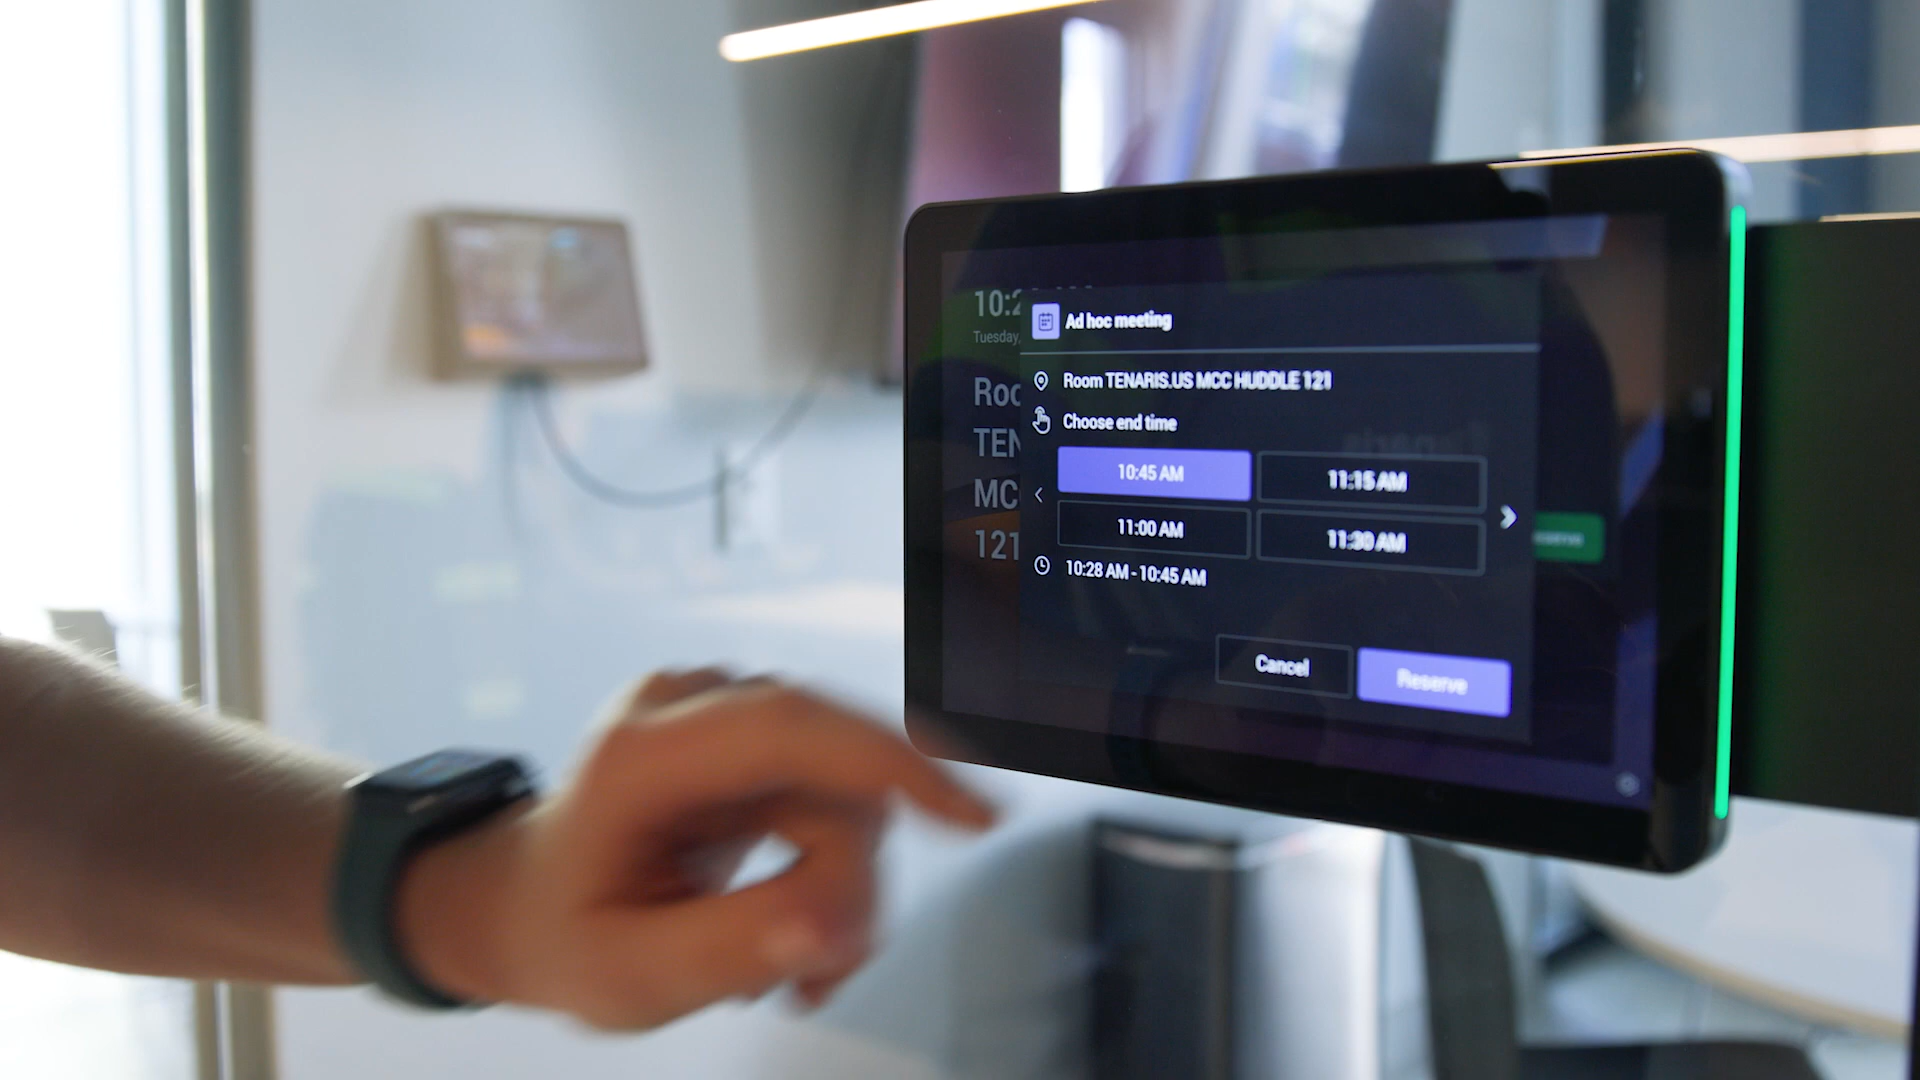 10:2
Tuesday,
Roo
TEN
MC
121
Ad hoc meeting
Room TENARIS.US MCC HUDDLE 121
Choose end time
10:45 AM
11:15 AM
11:00 AM
11:30 AM
10:28 AM - 10:45 AM
Cancel
Reserve